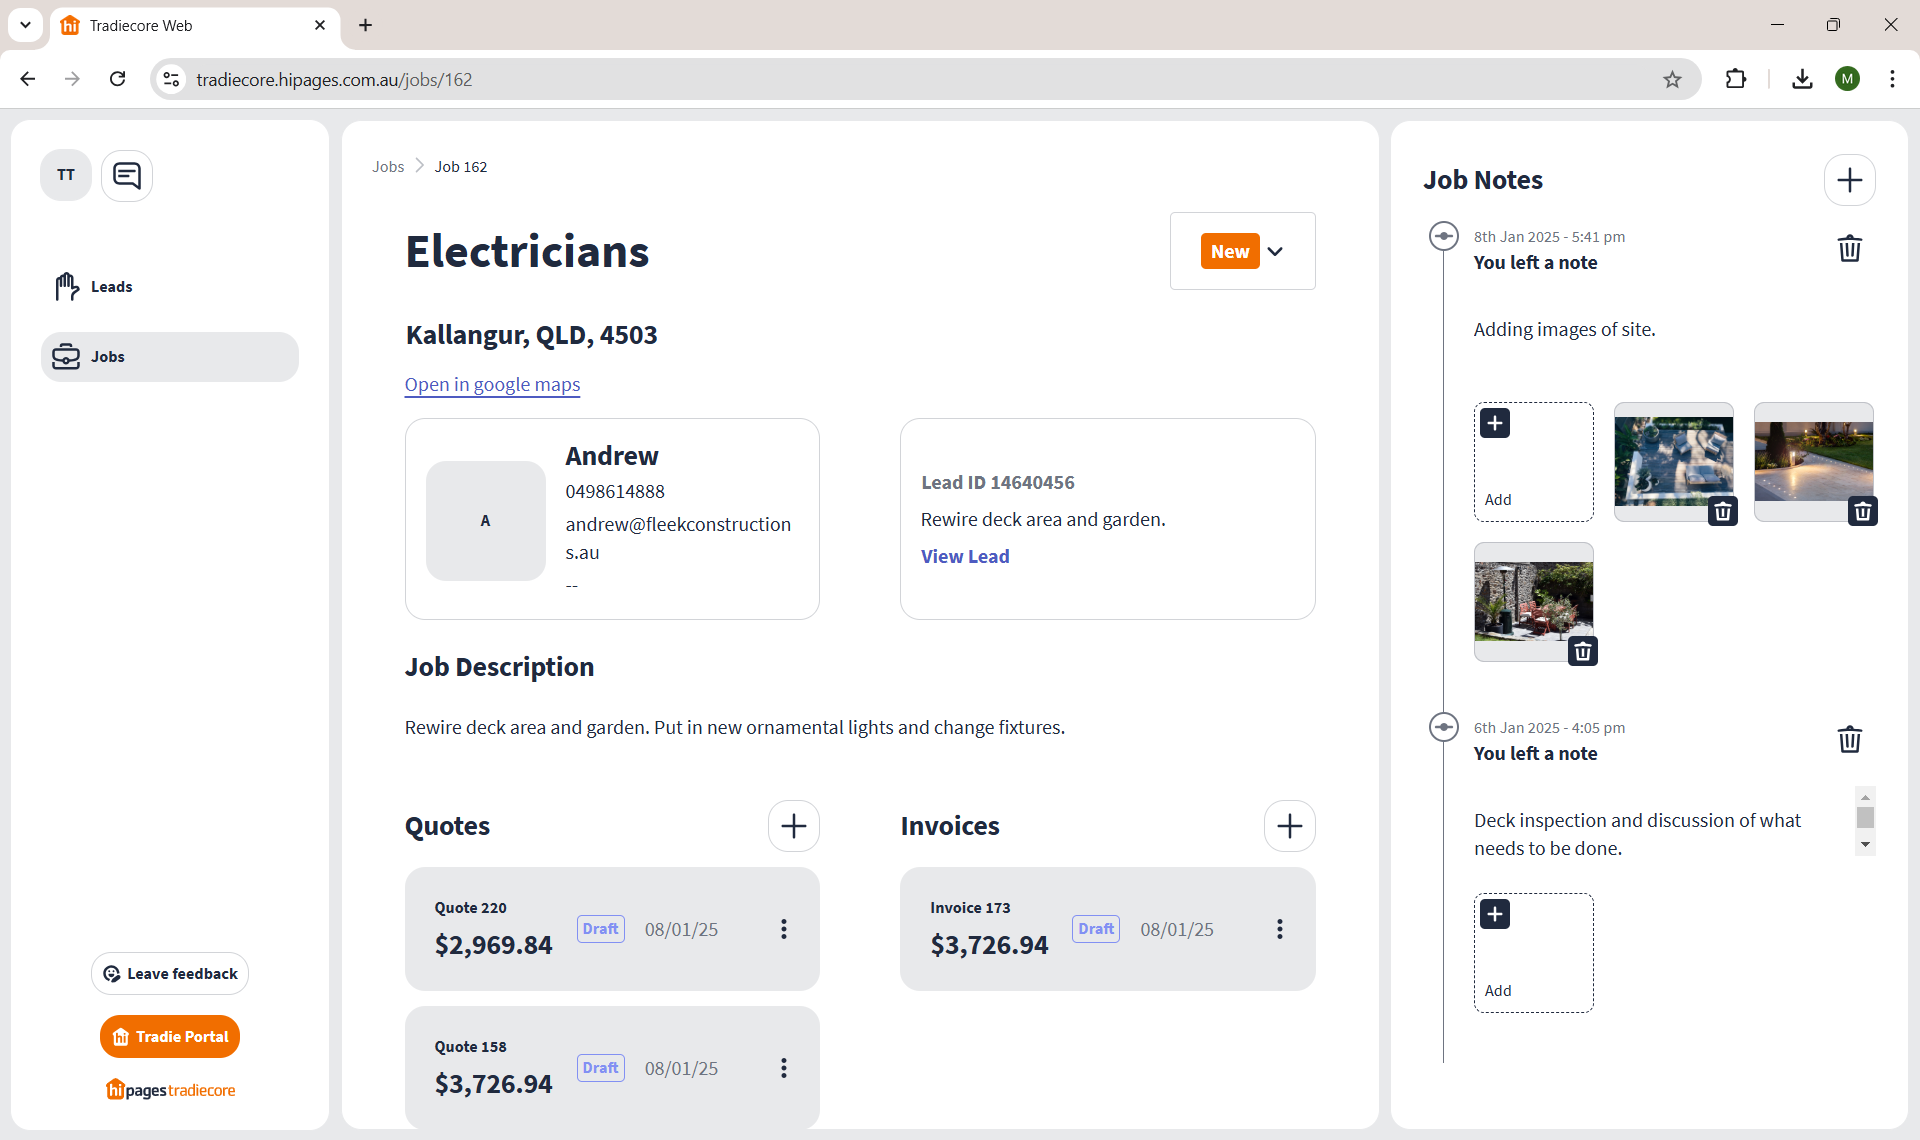 Tradiecore Web
tradiecore.hipages.com.au/jobs/162
M
TT
Leads
Jobs
Leave feedback
hi Tradie Portal
hipages tradiecore
Jobs > Job 162
Electricians
New
Kallangur, QLD, 4503
Open in google maps
A
Andrew
0498614888
andrew@fleekconstruction
s.au
--
Lead ID 14640456
Rewire deck area and garden.
View Lead
Job Description
Rewire deck area and garden. Put in new ornamental lights and change fixtures.
Quotes
Quote 220
$2,969.84 Draft 08/01/25
Quote 158
$3,726.94 Draft 08/01/25
Invoices
Invoice 173
$3,726.94 Draft 08/01/25
Job Notes
8th Jan 2025 - 5:41 pm
You left a note
Adding images of site.
Add
6th Jan 2025 - 4:05 pm
You left a note
Deck inspection and discussion of what
needs to be done.
Add